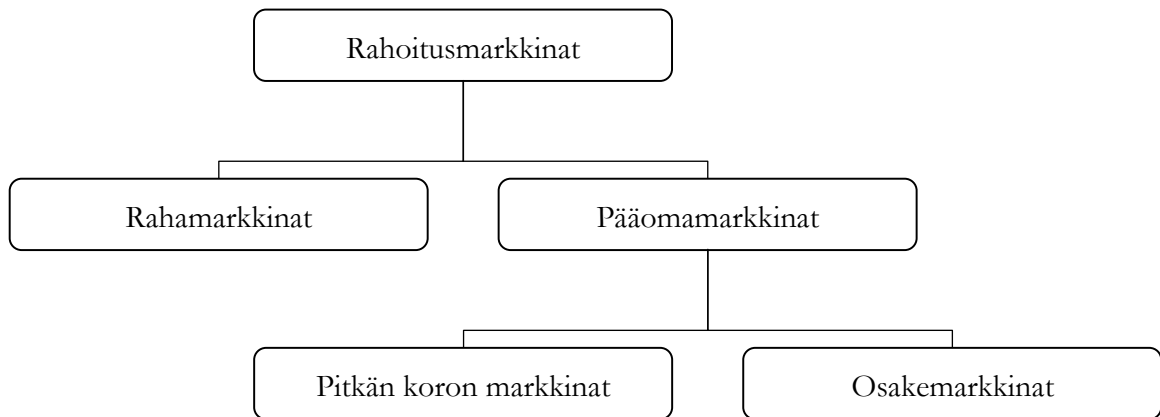 Rahoitusmarkkinat
Rahamarkkinat
Pääomamarkkinat
Pitkän koron markkinat
Osakemarkkinat